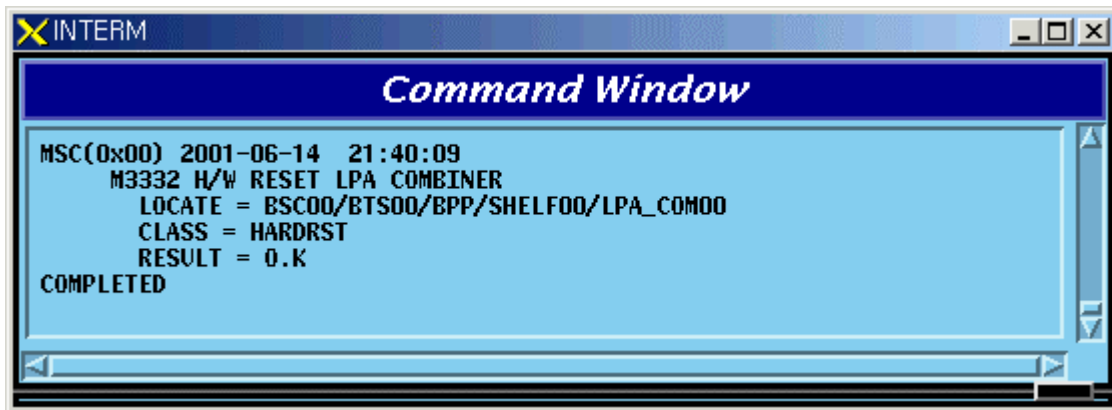 INTERM
Command Window
MSC(0x00) 2001-06-14 21:40:09
M3332 H/W RESET LPA COMBINER
LOCATE = BSC00/BTS00/BPP/SHELF00/LPA_COM00
CLASS = HARDRST
RESULT = O.K
COMPLETED